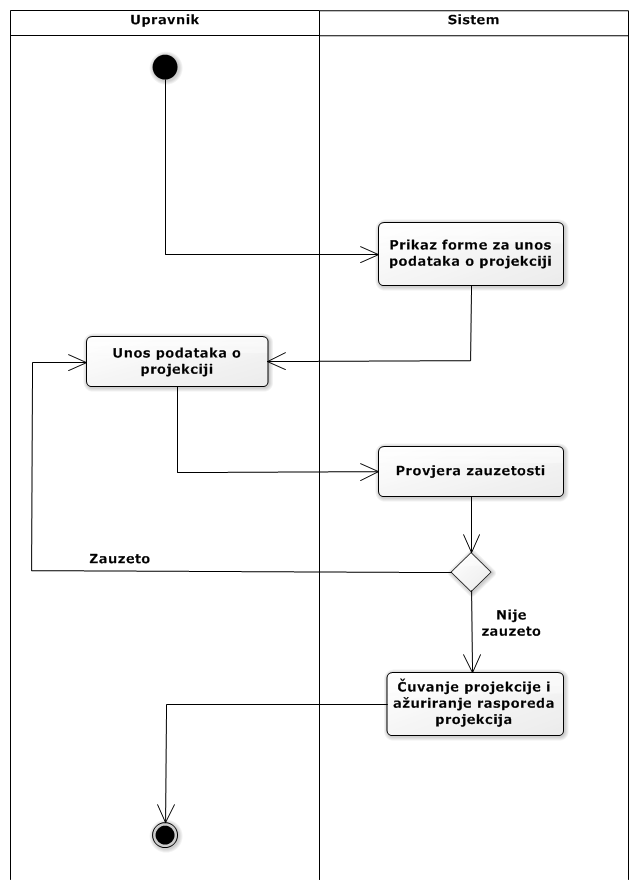 Upravnik
Sistem
Prikaz forme za unos
podataka o projekciji
Unos podataka o
projekciji
Provjera zauzetosti
Zauzeto
Nije
zauzeto
Čuvanje projekcije i
ažuriranje rasporeda
projekcija